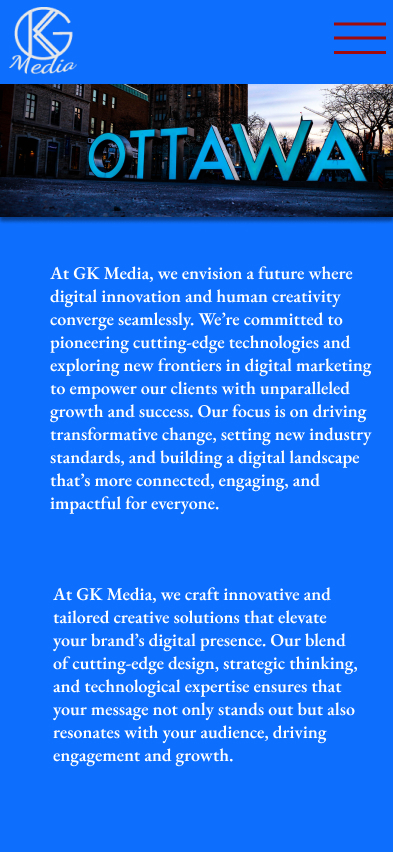 GK
Media
OTTAWA
At GK Media, we envision a future where
digital innovation and human creativity
converge seamlessly. We’re committed to
pioneering cutting-edge technologies and
exploring new frontiers in digital marketing
to empower our clients with unparalleled
growth and success. Our focus is on driving
transformative change, setting new industry
standards, and building a digital landscape
that’s more connected, engaging, and
impactful for everyone.
At GK Media, we craft innovative and
tailored creative solutions that elevate
your brand’s digital presence. Our blend
of cutting-edge design, strategic thinking,
and technological expertise ensures that
your message not only stands out but also
resonates with your audience, driving
engagement and growth.